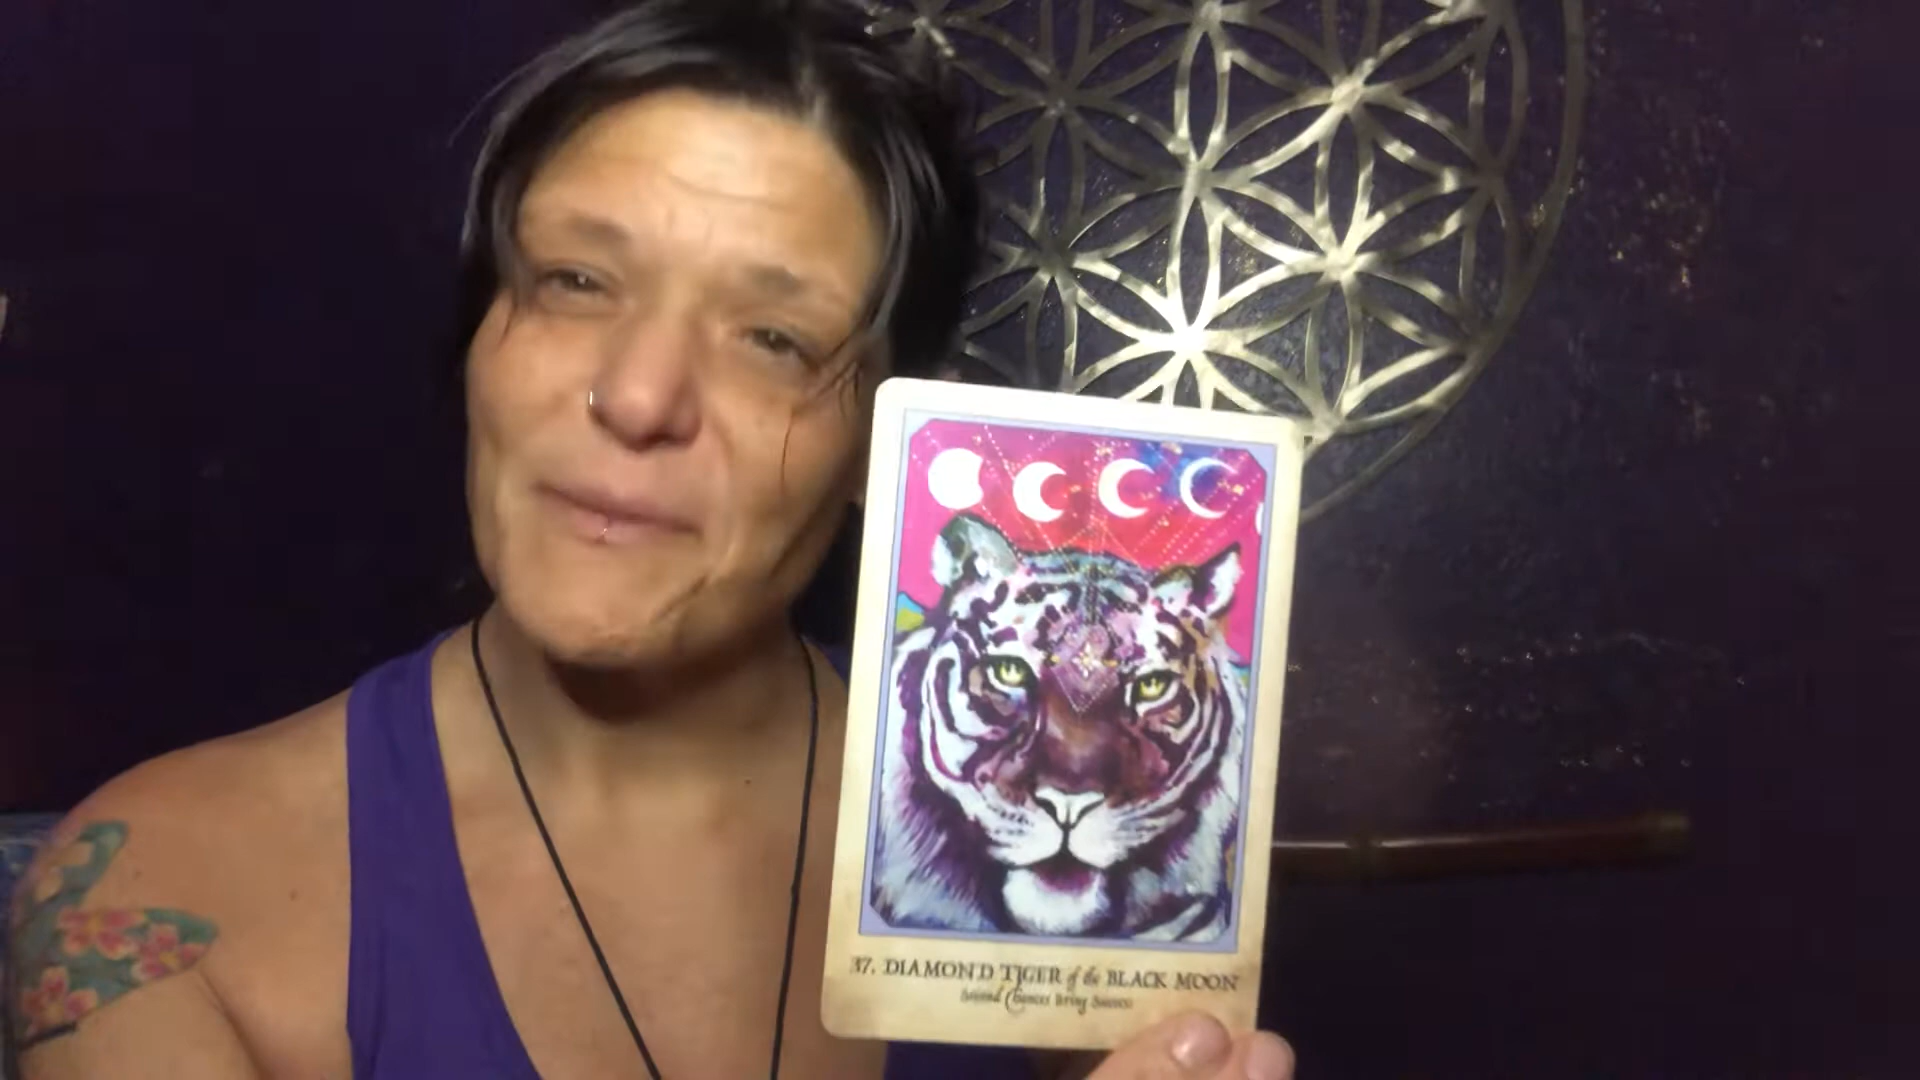 37. DIAMOND TIGER of the BLACK MOON
Second Chances Bring Success